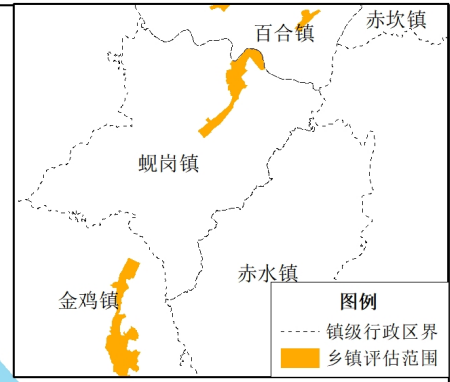 百合镇
赤坎镇
蚬岗镇
赤水镇
金鸡镇
图例
镇级行政区界
乡镇评估范围